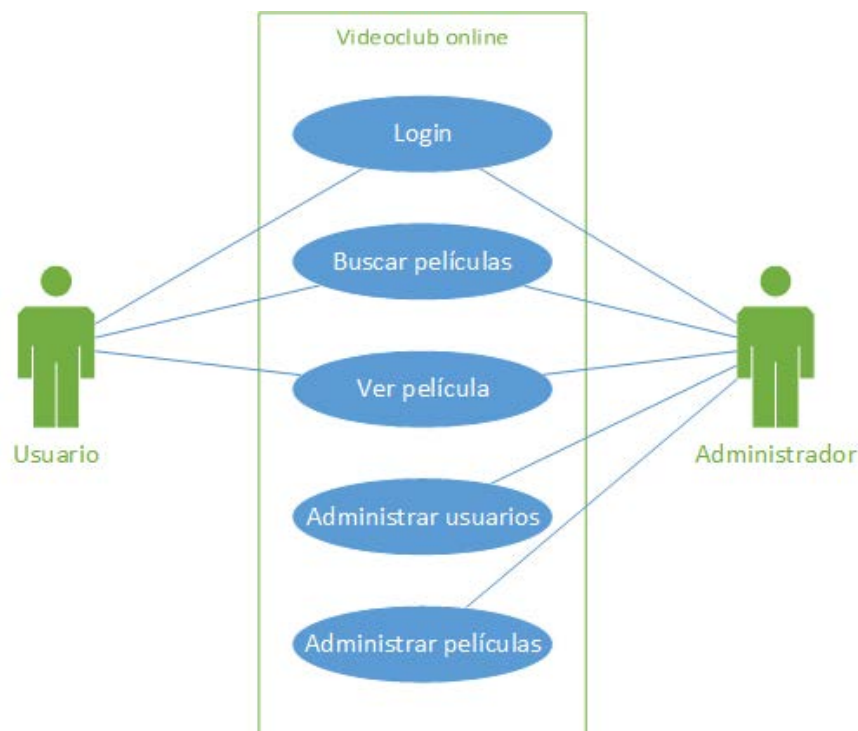 Videoclub online
Login
Buscar películas
Ver película
Usuario
Administrador
Administrar usuarios
Administrar películas